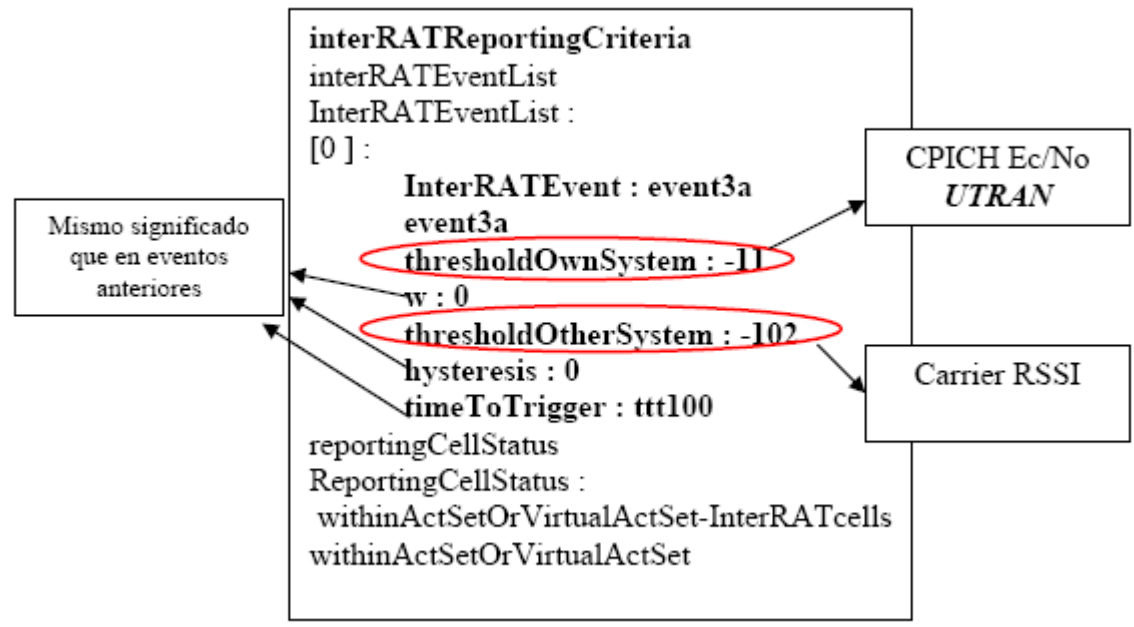 interRATReportingCriteria
interRATEventList
InterRATEventList :
[0 ] :
InterRATEvent : event3a
event3a
thresholdOwnSystem : -11
w : 0
thresholdOtherSystem : -102
hysteresis : 0
timeToTrigger : ttt100
reportingCellStatus
ReportingCellStatus :
withinActSetOrVirtualActSet-InterRATcells
withinActSetOrVirtualActSet
Mismo significado
que en eventos
anteriores
CPICH Ec/No
UTRAN
Carrier RSSI